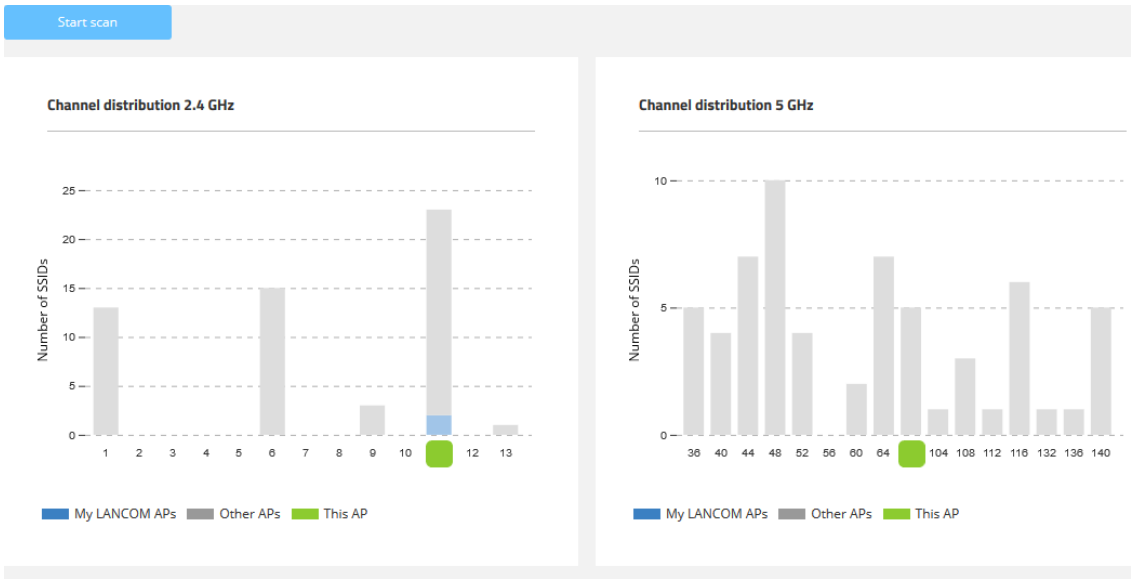 Start scan
Channel distribution 2.4 GHz
25
20
15
10
5
0
Number of SSIDs
1 2 3 4 5 6 7 8 9 10 12 13
My LANCOM APs Other APs This AP
Channel distribution 5 GHz
10
5
0
Number of SSIDs
36 40 44 48 52 56 60 64 104 108 112 116 132 136 140
My LANCOM APs Other APs This AP